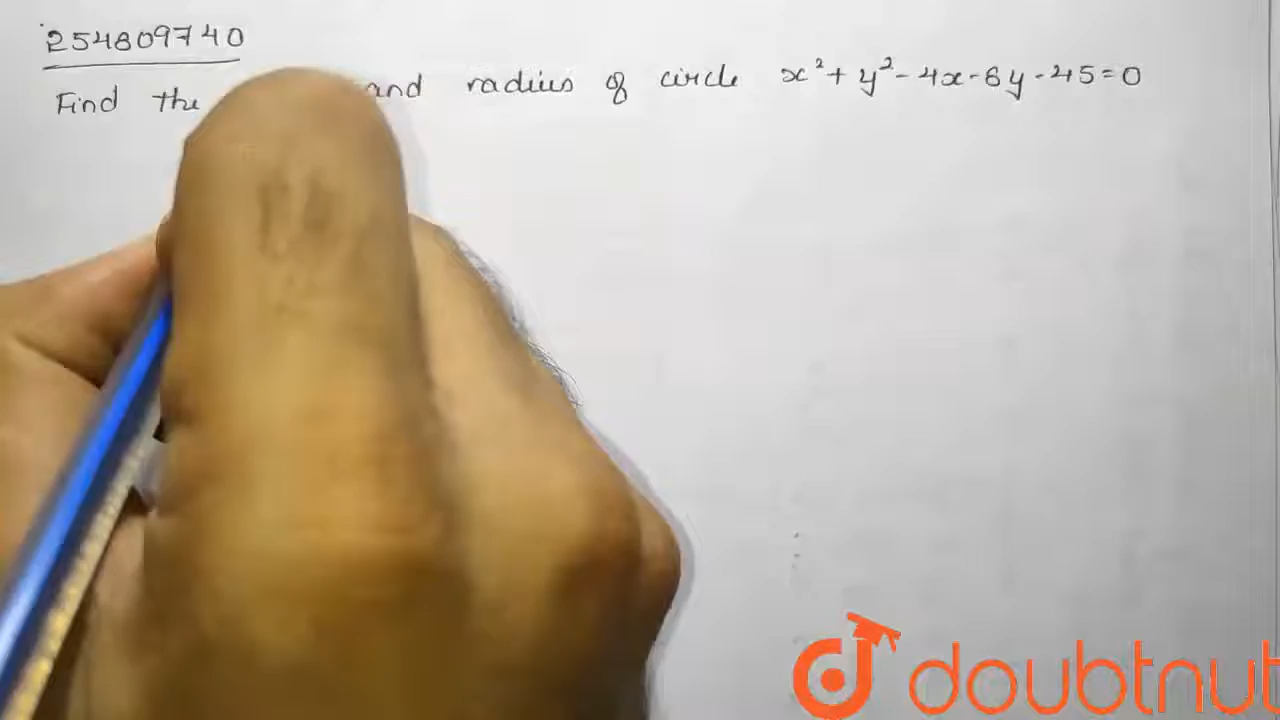 254809740
Find the and radius of circle x² + y² - 4x - 6y - 45 = 0
doubtnut